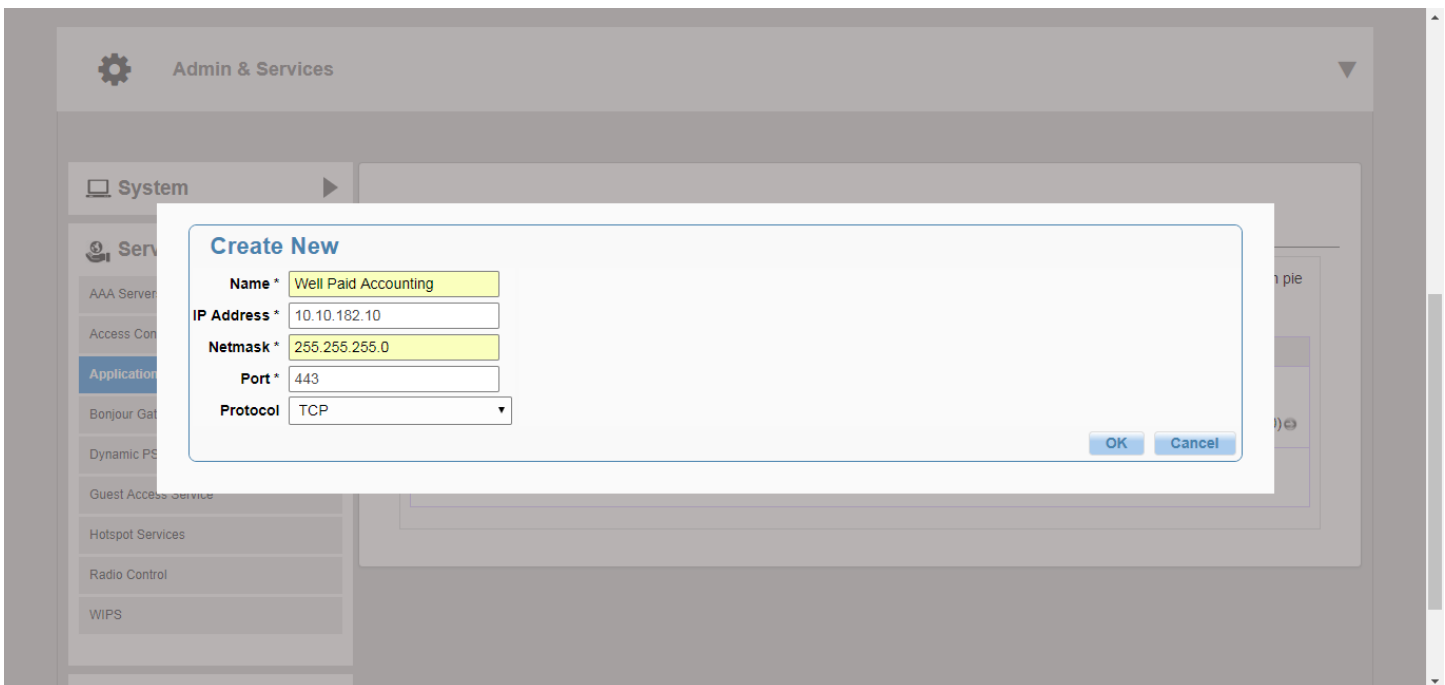 Admin & Services
System
Serv
Create New
Name * Well Paid Accounting
IP Address * 10.10.182.10
Netmask * 255.255.255.0
Port * 443
Protocol TCP
OK Cancel
AAA Server
Access Con
Application
Bonjour Gat
Dynamic PS
Guest Access Service
Hotspot Services
Radio Control
WIPS
n pie
)